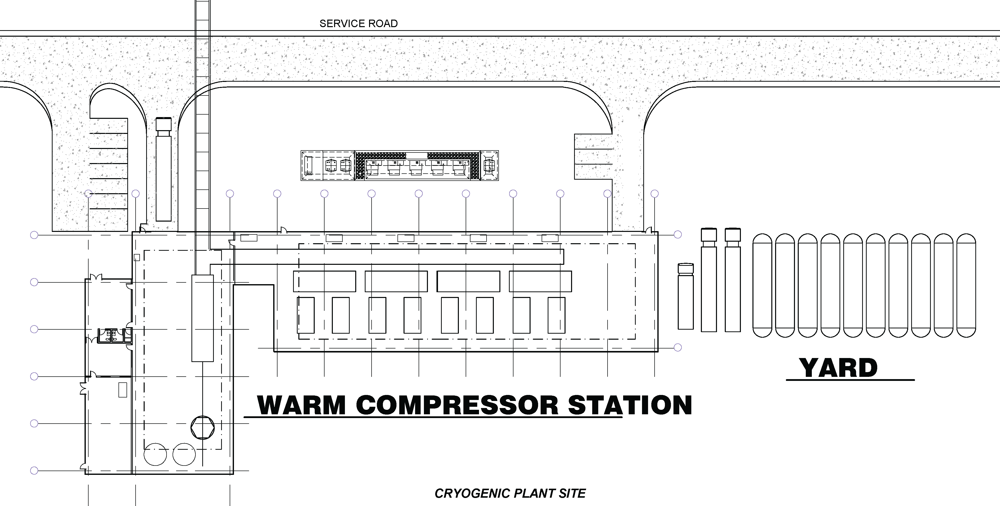 SERVICE ROAD
YARD
WARM COMPRESSOR STATION
CRYOGENIC PLANT SITE